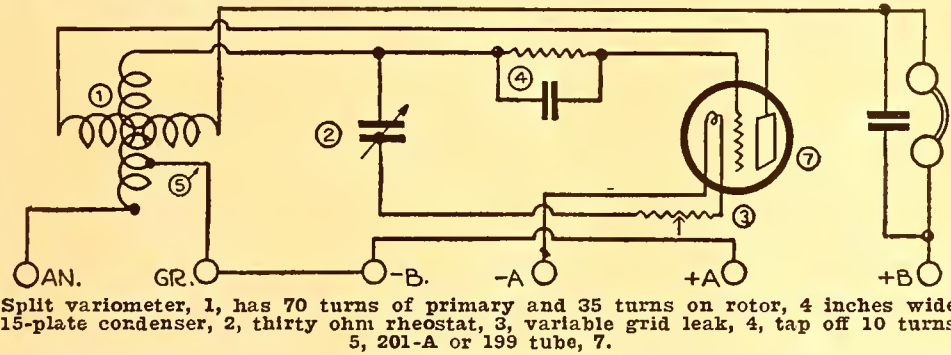 1
2
4
7
5
3
AN.
GR.
-B.
-A
+A
+B
Split variometer, 1, has 70 turns of primary and 35 turns on rotor, 4 inches wide
15-plate condenser, 2, thirty ohm rheostat, 3, variable grid leak, 4, tap off 10 turns
5, 201-A or 199 tube, 7.